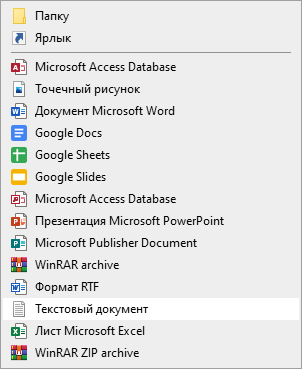 Папку
Ярлык
Microsoft Access Database
Точечный рисунок
Документ Microsoft Word
Google Docs
Google Sheets
Google Slides
Microsoft Access Database
Презентация Microsoft PowerPoint
Microsoft Publisher Document
WinRAR archive
Формат RTF
Текстовый документ
Лист Microsoft Excel
WinRAR ZIP archive